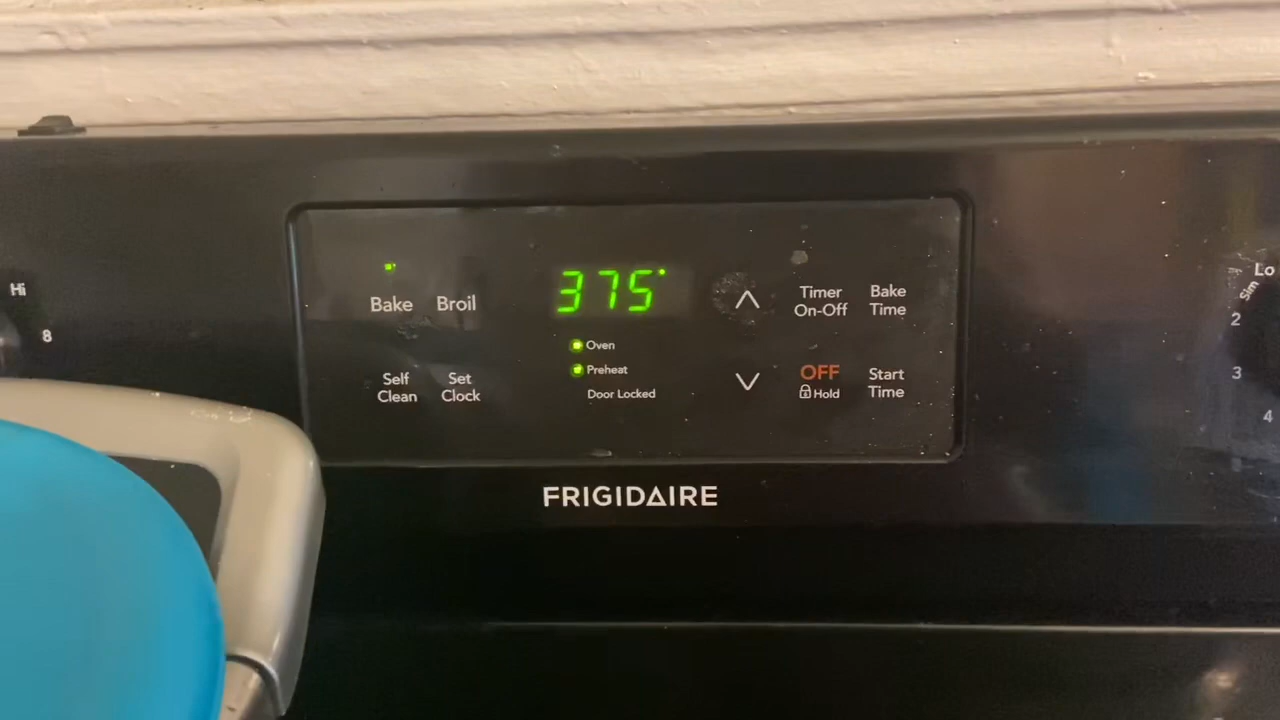 Hi
8
Bake
Broil
375°
Oven
Preheat
Door Locked
Self
Clean
Set
Clock
Timer
On-Off
Bake
Time
OFF
Hold
Start
Time
FRIGIDAIRE
Lo
Sim
2
3
4